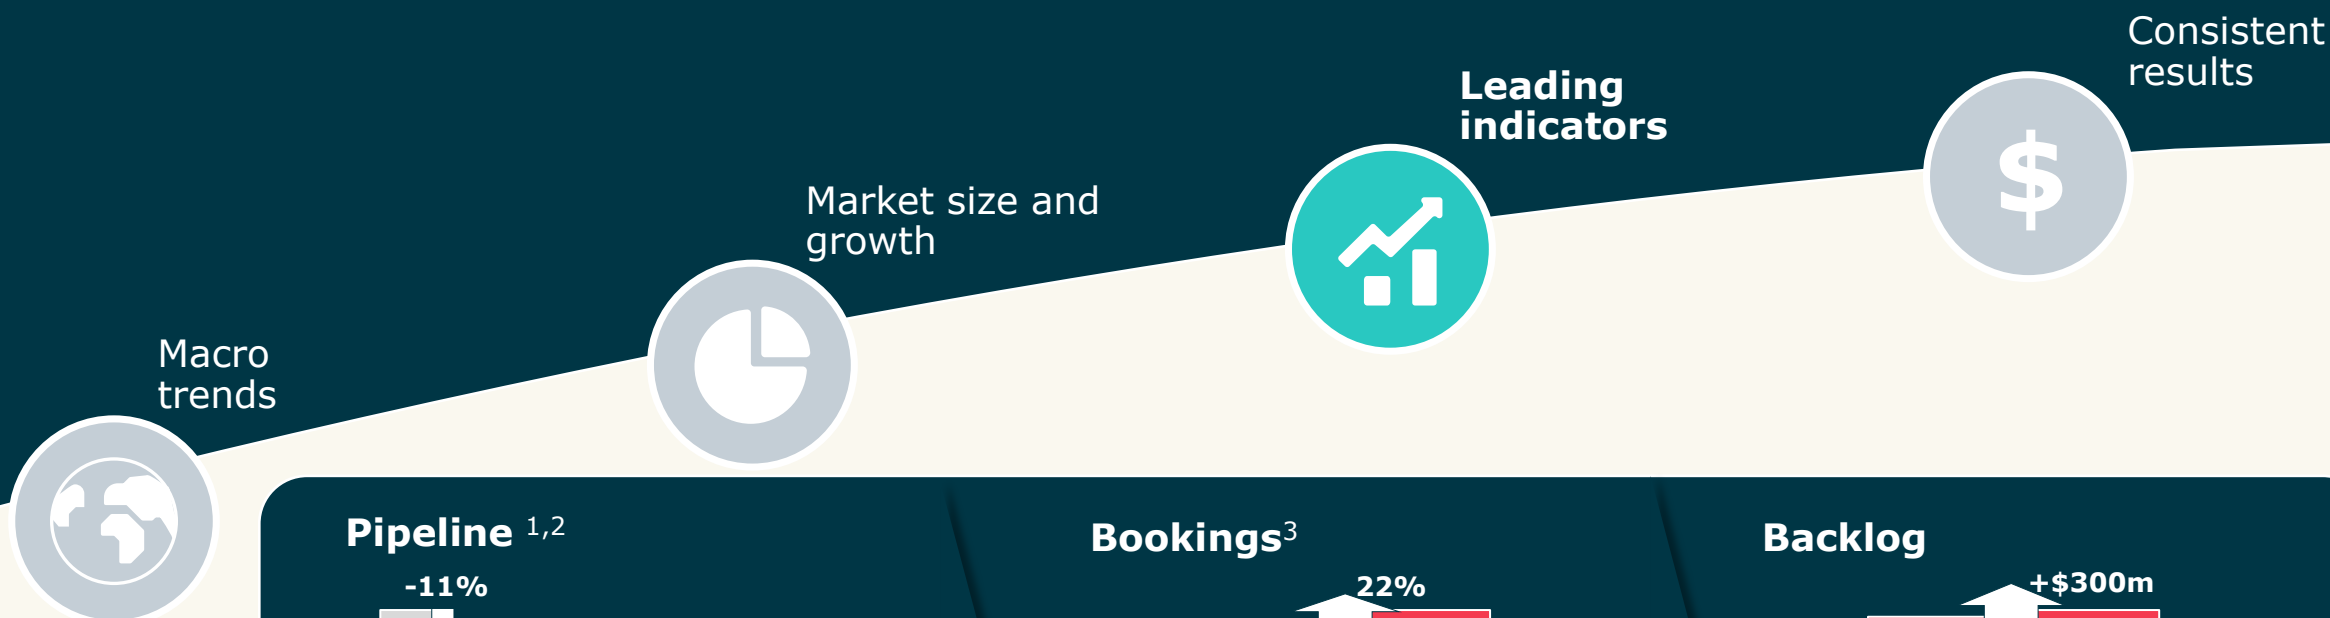 Consistent
results
Leading
indicators
$
Market size and
growth
Macro
trends
Pipeline 1,2
Bookings3
Backlog
-11%
22%
+$300m